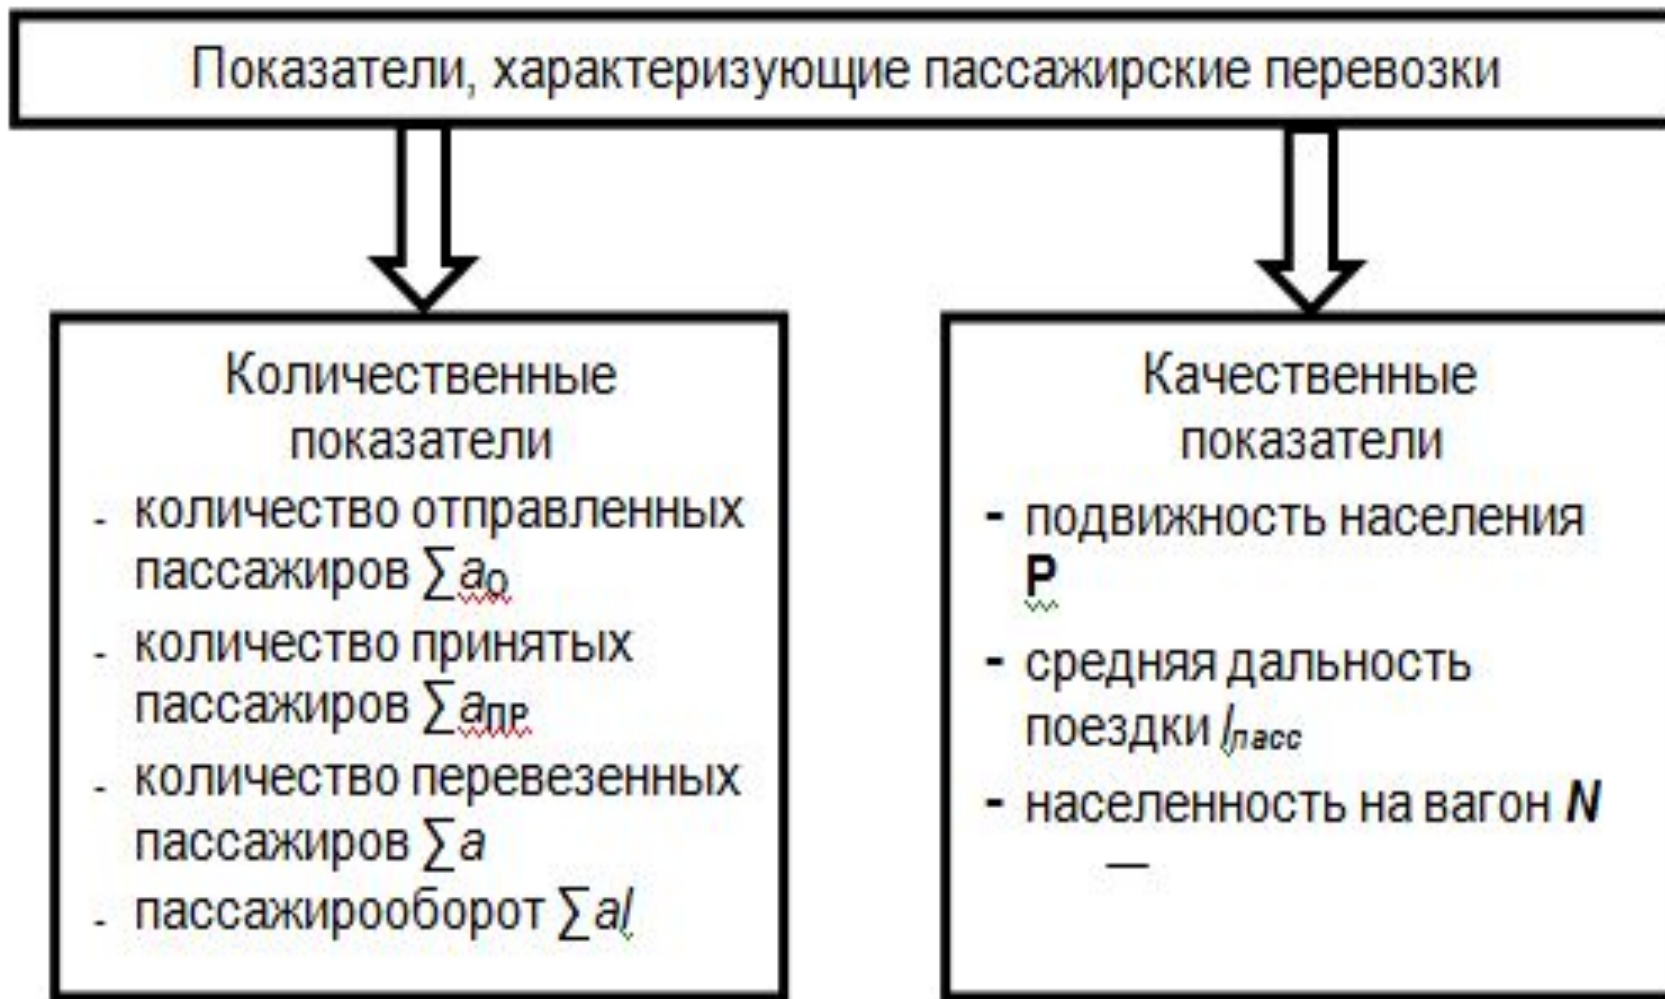 Показатели, характеризующие пассажирские перевозки
Количественные
показатели
- количество отправленных
пассажиров ∑aО
- количество принятых
пассажиров ∑aПР
- количество перевезенных
пассажиров ∑a
- пассажирооборот ∑al
Качественные
показатели
- подвижность населения
Р
- средняя дальность
поездки lпасс
- населенность на вагон N
—